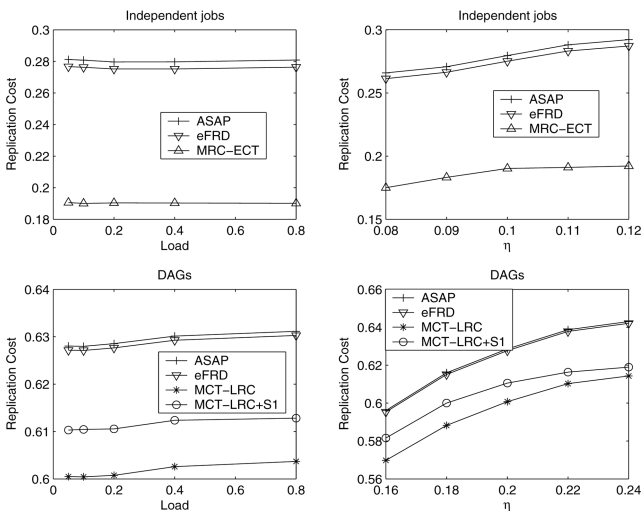 Independent jobs
0.3
0.28
0.26
0.24
0.22
0.2
0.18
Replication Cost
ASAP
eFRD
MRC−ECT
0 0.2 0.4 0.6 0.8
Load
Independent jobs
0.3
0.25
0.2
0.15
Replication Cost
ASAP
eFRD
MRC−ECT
0.08 0.09 0.1 0.11 0.12
η
DAGs
0.64
0.63
0.62
0.61
0.6
Replication Cost
ASAP
eFRD
MCT−LRC
MCT−LRC+S1
0 0.2 0.4 0.6 0.8
Load
DAGs
0.66
0.64
0.62
0.6
0.58
0.56
Replication Cost
ASAP
eFRD
MCT−LRC
MCT−LRC+S1
0.16 0.18 0.2 0.22 0.24
η